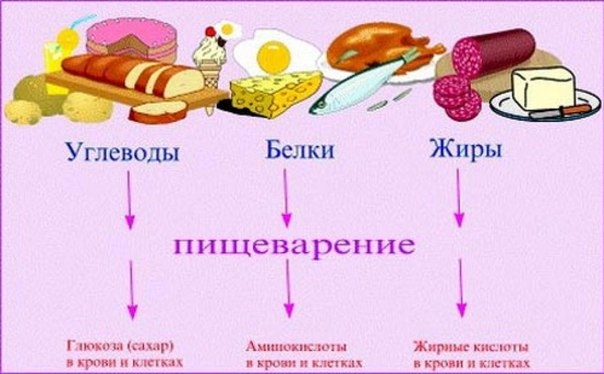 Углеводы Белки Жиры
пищеварение
Глюкоза (сахар) Аминокислоты Жирные кислоты
в крови и клетках в крови и клетках в крови и клетках